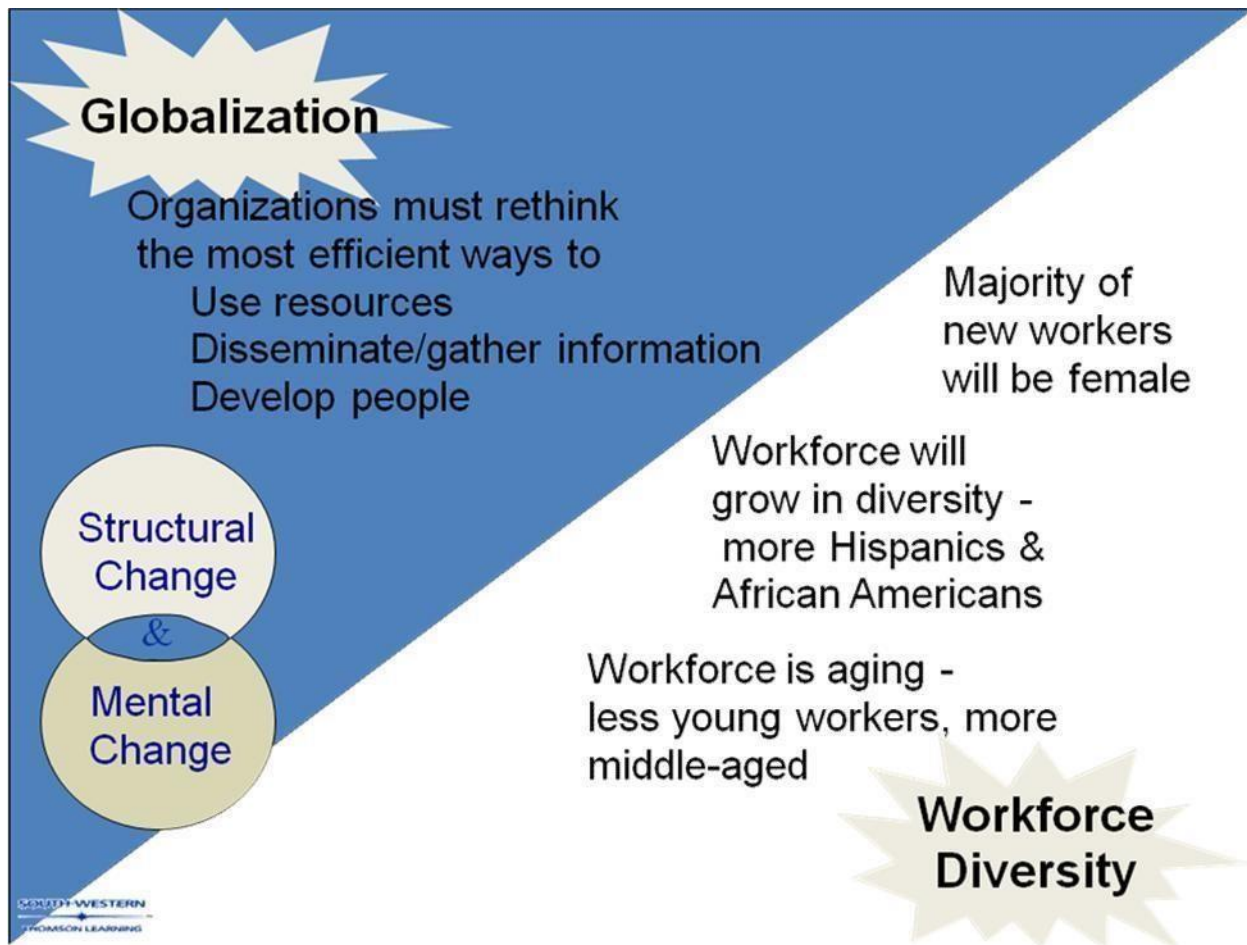 Globalization
Organizations must rethink
the most efficient ways to
Use resources
Disseminate/gather information
Develop people
Structural
Change
&
Mental
Change
Majority of
new workers
will be female
Workforce will
grow in diversity -
more Hispanics &
African Americans
Workforce is aging -
less young workers, more
middle-aged
Workforce
Diversity
SOUTH-WESTERN
THOMSON LEARNING